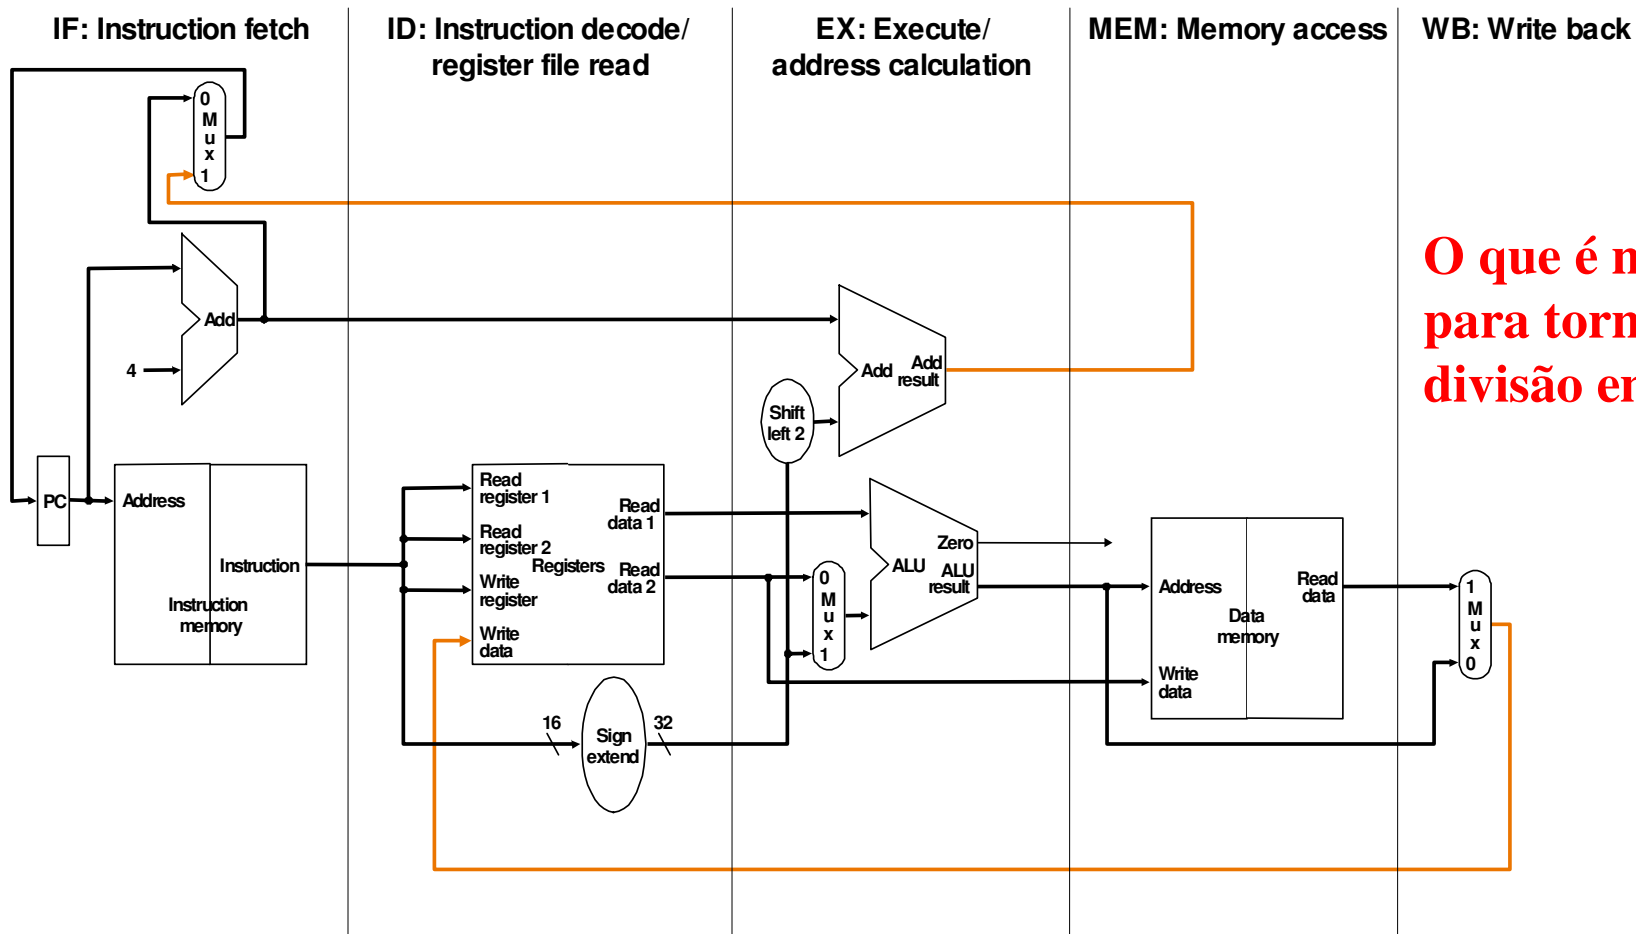 IF: Instruction fetch
ID: Instruction decode/
register file read
EX: Execute/
address calculation
MEM: Memory access
WB: Write back
0
M
u
x
1
Add
4
PC
Address
Instruction
Instruction
memory
Read
register 1
Read
register 2
Write
register
Write
data
Registers
Read
data 1
Read
data 2
16
Sign
extend
32
Shift
left 2
Add
Add
result
0
M
u
x
1
Zero
ALU
ALU
result
Address
Write
data
Data
memory
Read
data
1
M
u
x
0
O que é
para
divisão